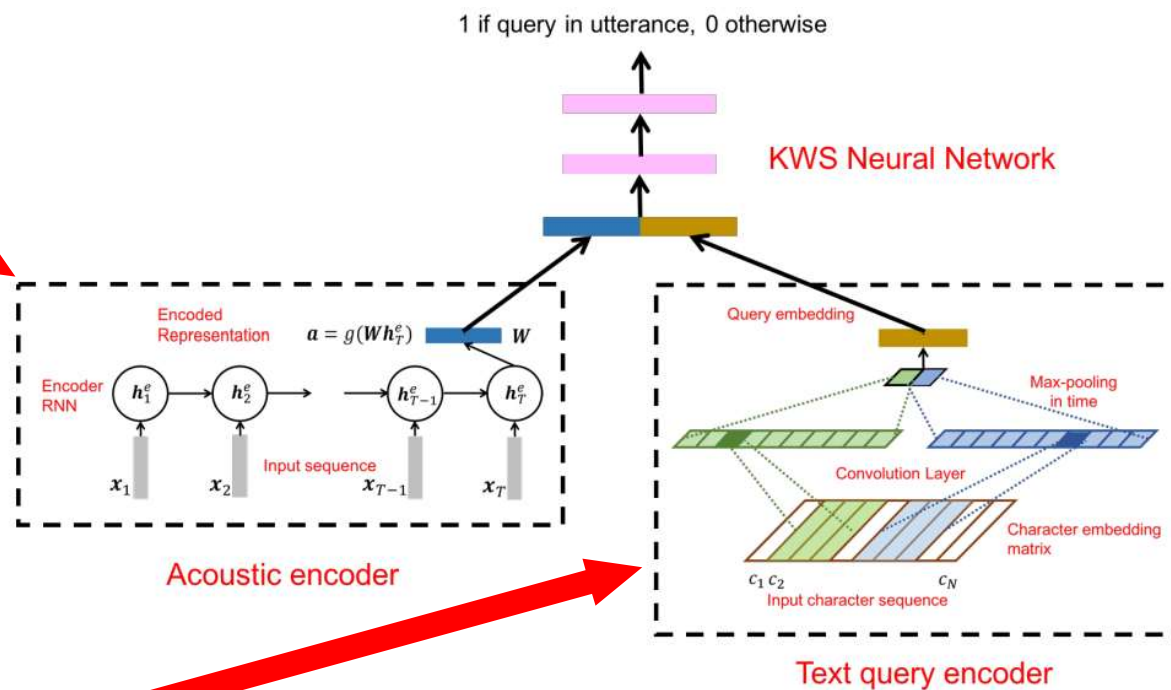 1 if query in utterance, 0 otherwise
KWS Neural Network
Encoded
Representation
a = g(Wh_T^e)
W
Encoder
RNN
h_1^e
h_2^e
h_{T-1}^e
h_T^e
Input sequence
x_1
x_2
x_{T-1}
x_T
Acoustic encoder
Query embedding
Max-pooling
in time
Convolution Layer
Character embedding
matrix
c_1 c_2
c_N
Input character sequence
Text query encoder